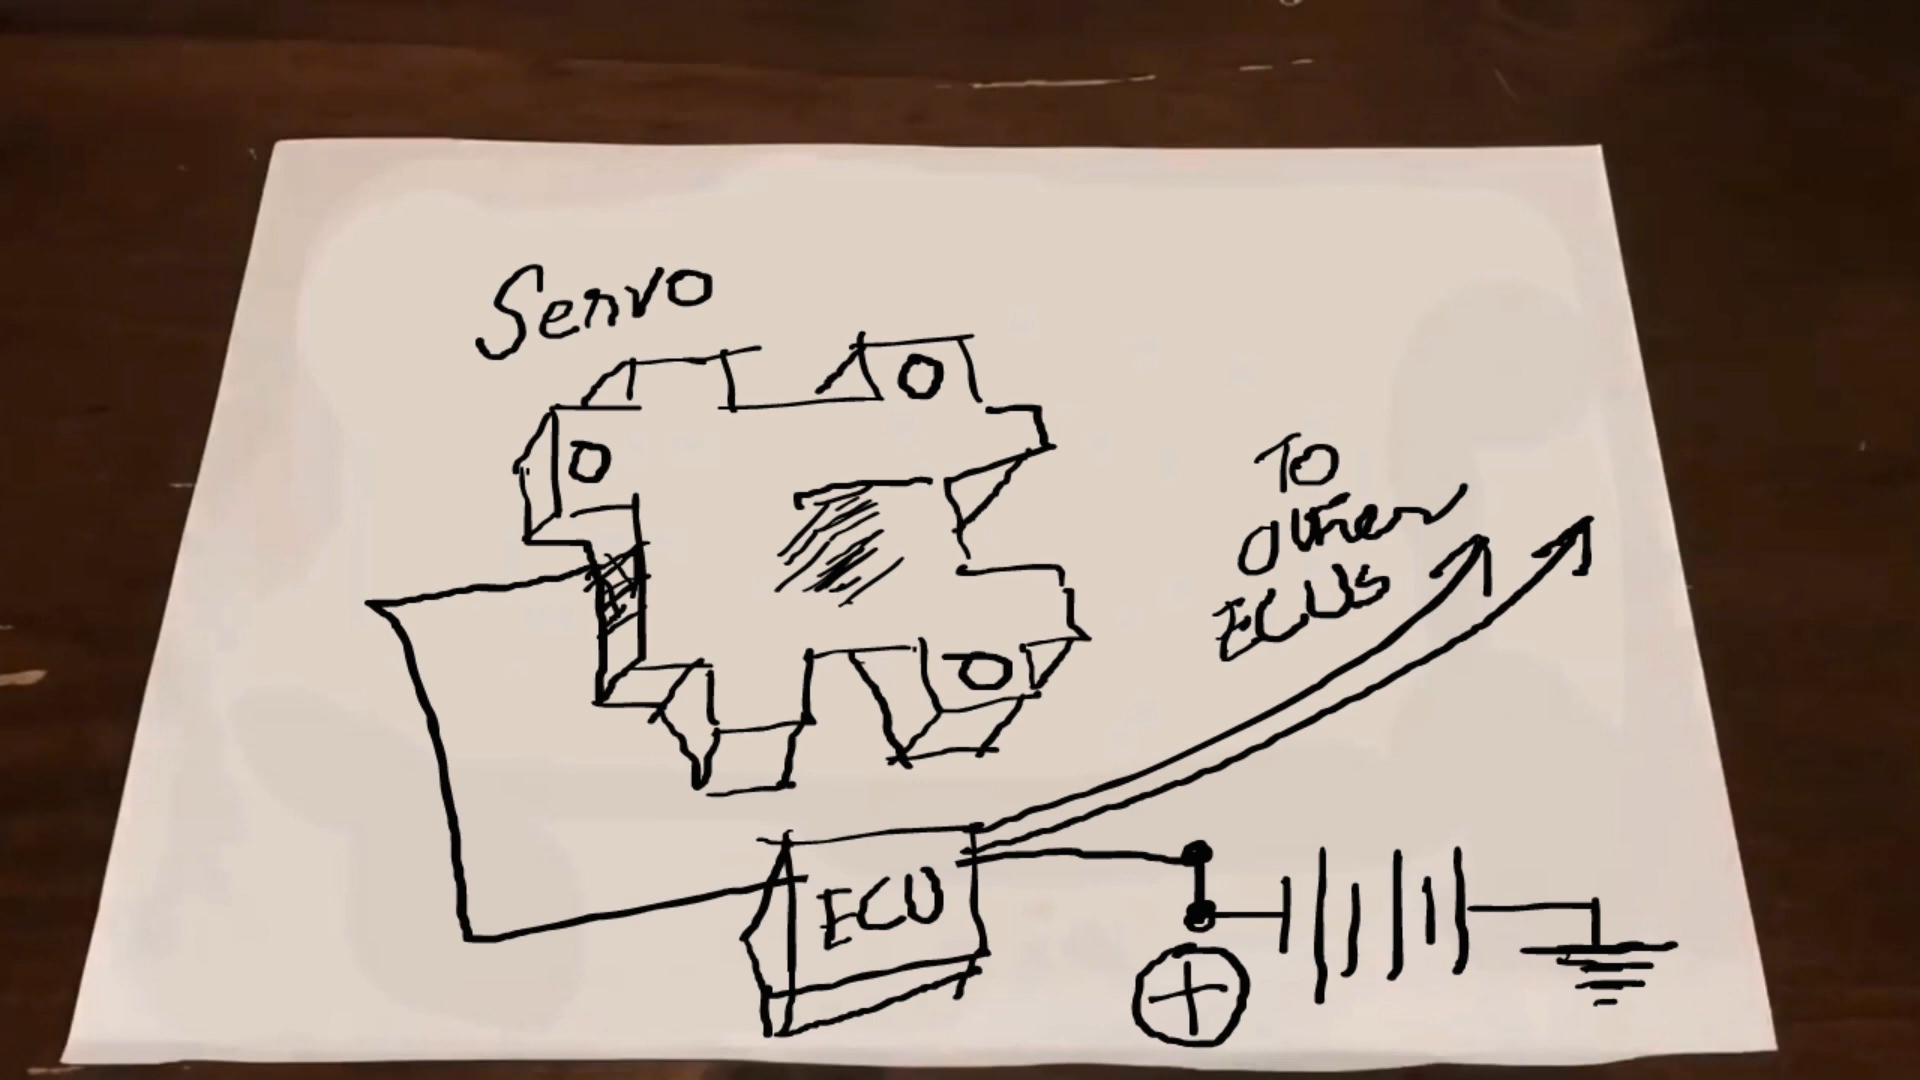 Servo
To
other
ECUs
ECU
+